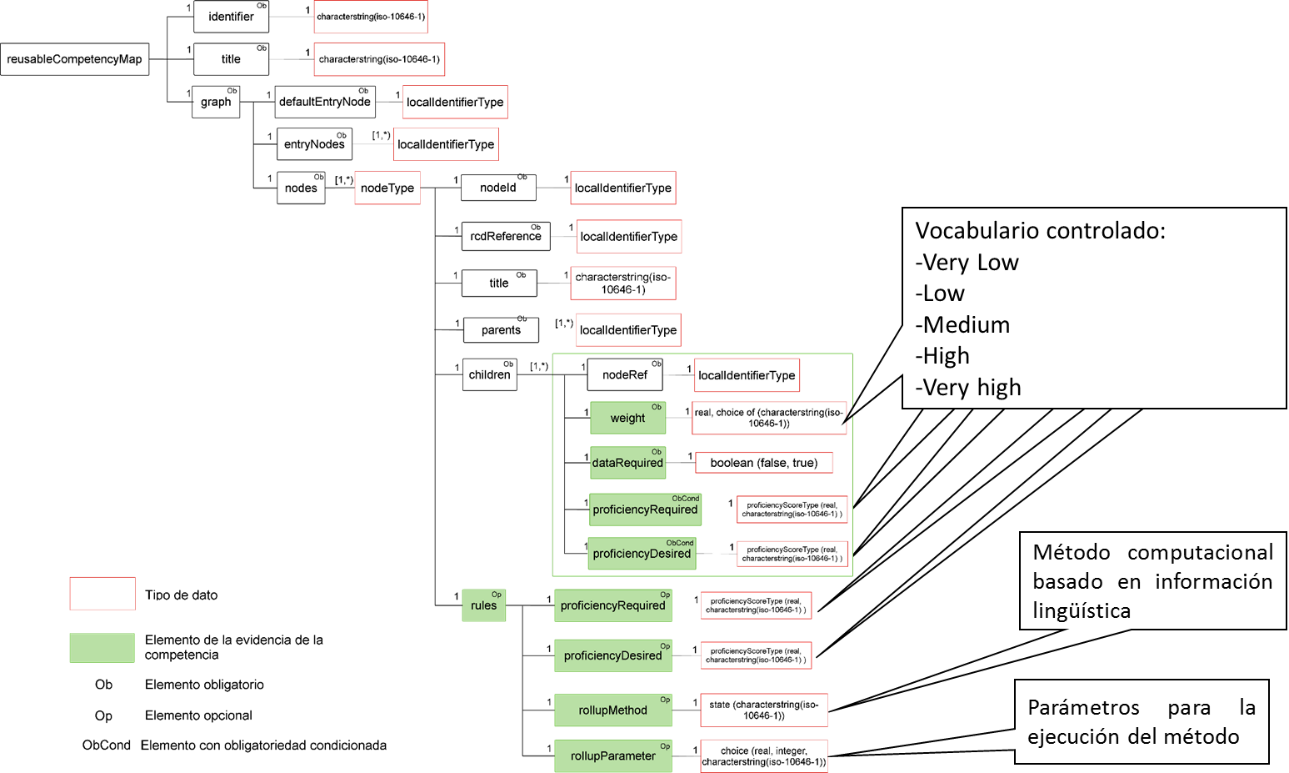 reusableCompetencyMap
1
identifier
Ob
1
characterstring(iso-10646-1)
1
title
Ob
1
characterstring(iso-10646-1)
1
graph
Ob
1
defaultEntryNode
Ob
1
localIdentifierType
1
entryNodes
Ob
[1,*)
localIdentifierType
1
nodes
Ob
[1,*)
nodeType
1
nodeId
Ob
1
localIdentifierType
1
rcdReference
Ob
1
localIdentifierType
1
title
Ob
1
characterstring(iso-
10646-1)
1
parents
Ob
[1,*)
localIdentifierType
1
children
Ob
[1,*)
1
nodeRef
Ob
1
localIdentifierType
1
weight
Ob
1
real, choice of (characterstring(iso-
10646-1))
1
dataRequired
Ob
1
boolean (false, true)
1
proficiencyRequired
ObCond
1
proficiencyScoreType (real,
characterstring(iso-10646-1) )
1
proficiencyDesired
ObCond
1
proficiencyScoreType (real,
characterstring(iso-10646-1) )
1
rules
Op
1
proficiencyRequired
Op
1
proficiencyScoreType (real,
characterstring(iso-10646-1) )
1
proficiencyDesired
Op
1
proficiencyScoreType (real,
characterstring(iso-10646-1) )
1
rollupMethod
Op
1
state (characterstring(iso-
10646-1))
1
rollupParameter
Op
1
choice (real, integer,
characterstring(iso-10646-1))
Vocabulario controlado:
-Very Low
-Low
-Medium
-High
-Very high
Método computacional
basado en información
lingüística
Parámetros para la
ejecución del método
Tipo de dato
Elemento de la evidencia de la
competencia
Ob Elemento obligatorio
Op Elemento opcional
ObCond Elemento con obligatoriedad condicionada